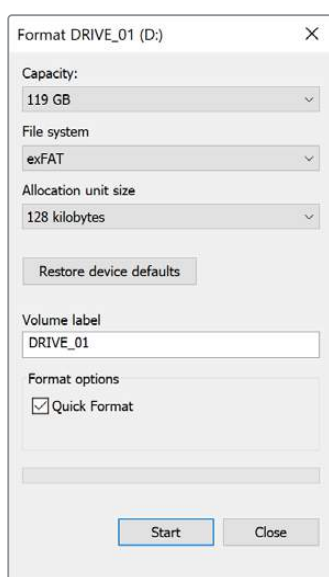 Format DRIVE_01 (D:)
Capacity:
119 GB
File system
exFAT
Allocation unit size
128 kilobytes
Restore device defaults
Volume label
DRIVE_01
Format options
Quick Format
Start Close